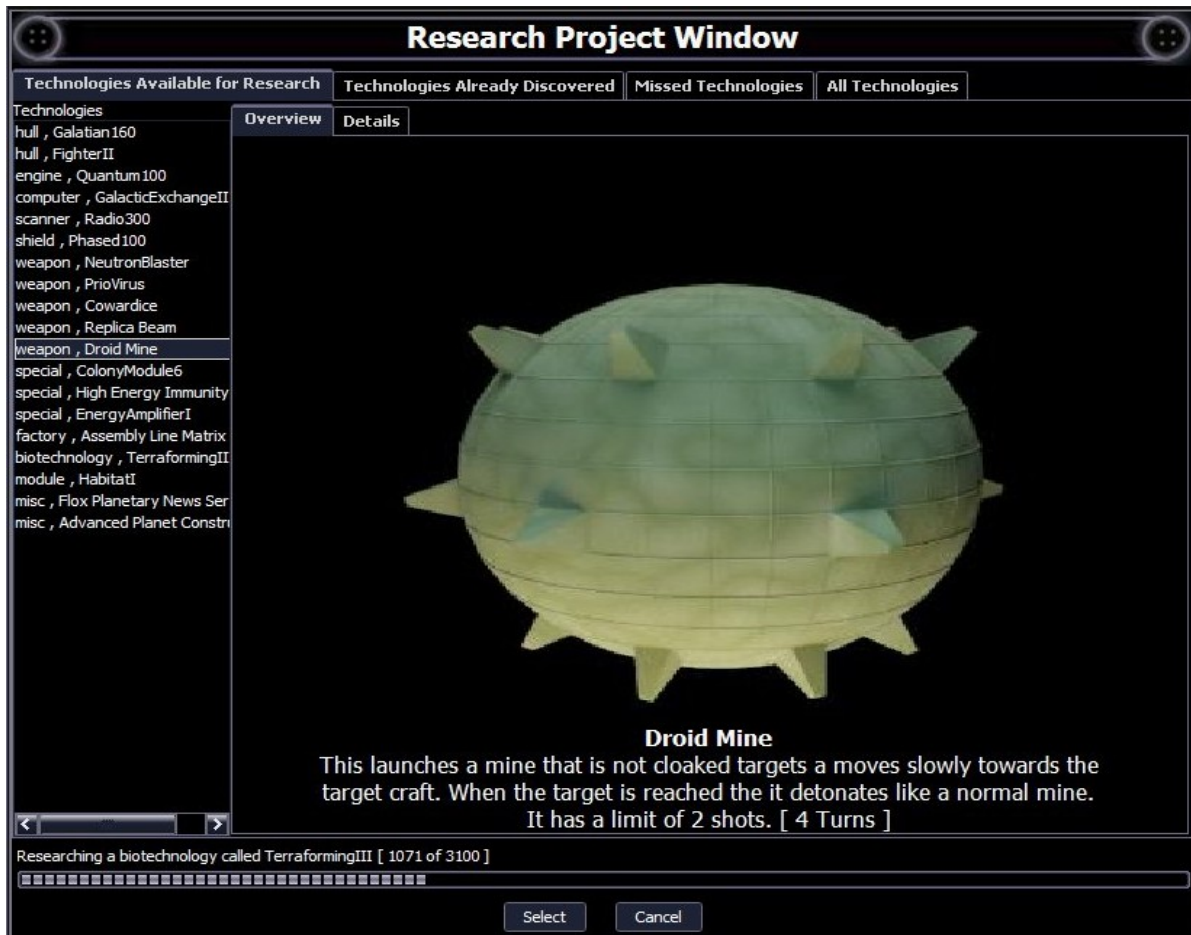 Research Project Window
Technologies Available for Research
Technologies Already Discovered
Missed Technologies
All Technologies
Technologies
Overview
Details
hull , Galatian160
hull , FighterII
engine , Quantum100
computer , GalacticExchangeII
scanner , Radio300
shield , Phased100
weapon , NeutronBlaster
weapon , PrioVirus
weapon , Cowardice
weapon , Replica Beam
weapon , Droid Mine
special , ColonyModule6
special , High Energy Immunity
special , EnergyAmplifierI
factory , Assembly Line Matrix
biotechnology , TerraformingII
module , HabitatI
misc , Flox Planetary News Ser
misc , Advanced Planet Constru
Droid Mine
This launches a mine that is not cloaked targets a moves slowly towards the
target craft. When the target is reached the it detonates like a normal mine.
It has a limit of 2 shots. [ 4 Turns ]
Researching a biotechnology called TerraformingIII [ 1071 of 3100 ]
Select
Cancel